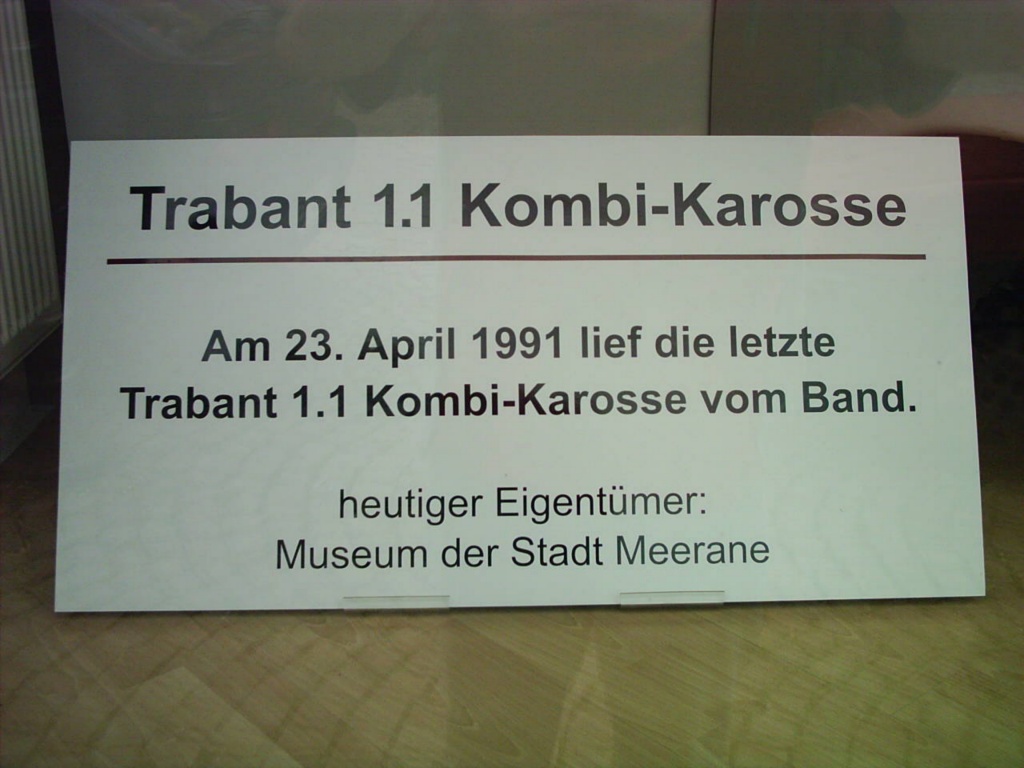 Trabant 1.1 Kombi-Karosse
Am 23. April 1991 lief die letzte
Trabant 1.1 Kombi-Karosse vom Band.
heutiger Eigentümer:
Museum der Stadt Meerane